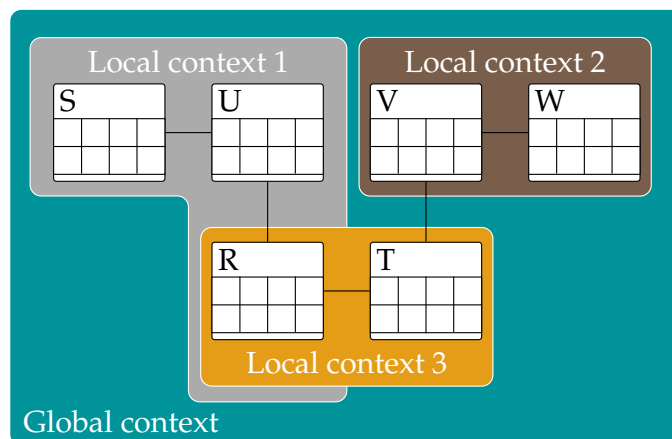 Local context 1
Local context 2
S
U
V
W
R
T
Local context 3
Global context